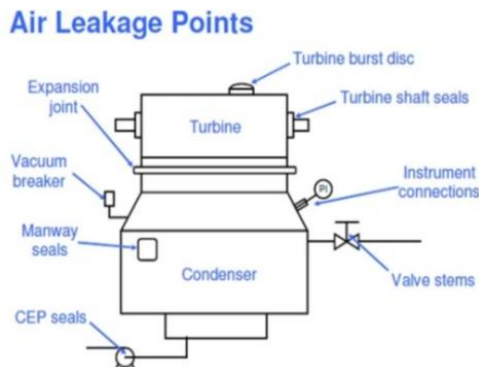 Air Leakage Points
Turbine burst disc
Expansion
joint
Turbine shaft seals
Turbine
Vacuum
breaker
PI
Instrument
connections
Manway
seals
Condenser
Valve stems
CEP seals